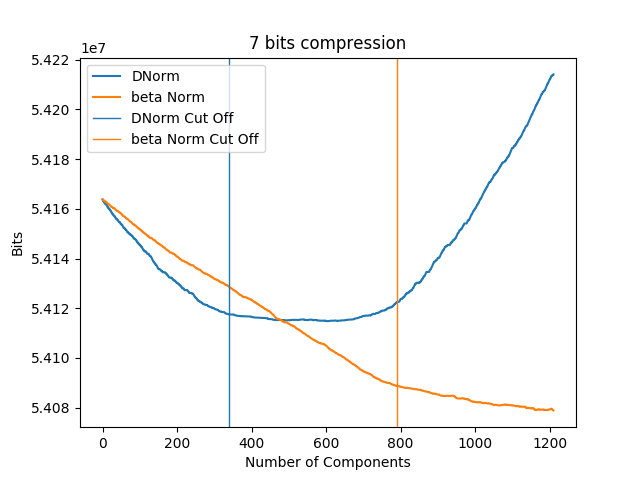 7 bits compression
1e7
5.422
5.420
5.418
5.416
5.414
5.412
5.410
5.408
Bits
DNorm
beta Norm
DNorm Cut Off
beta Norm Cut Off
0 200 400 600 800 1000 1200
Number of Components